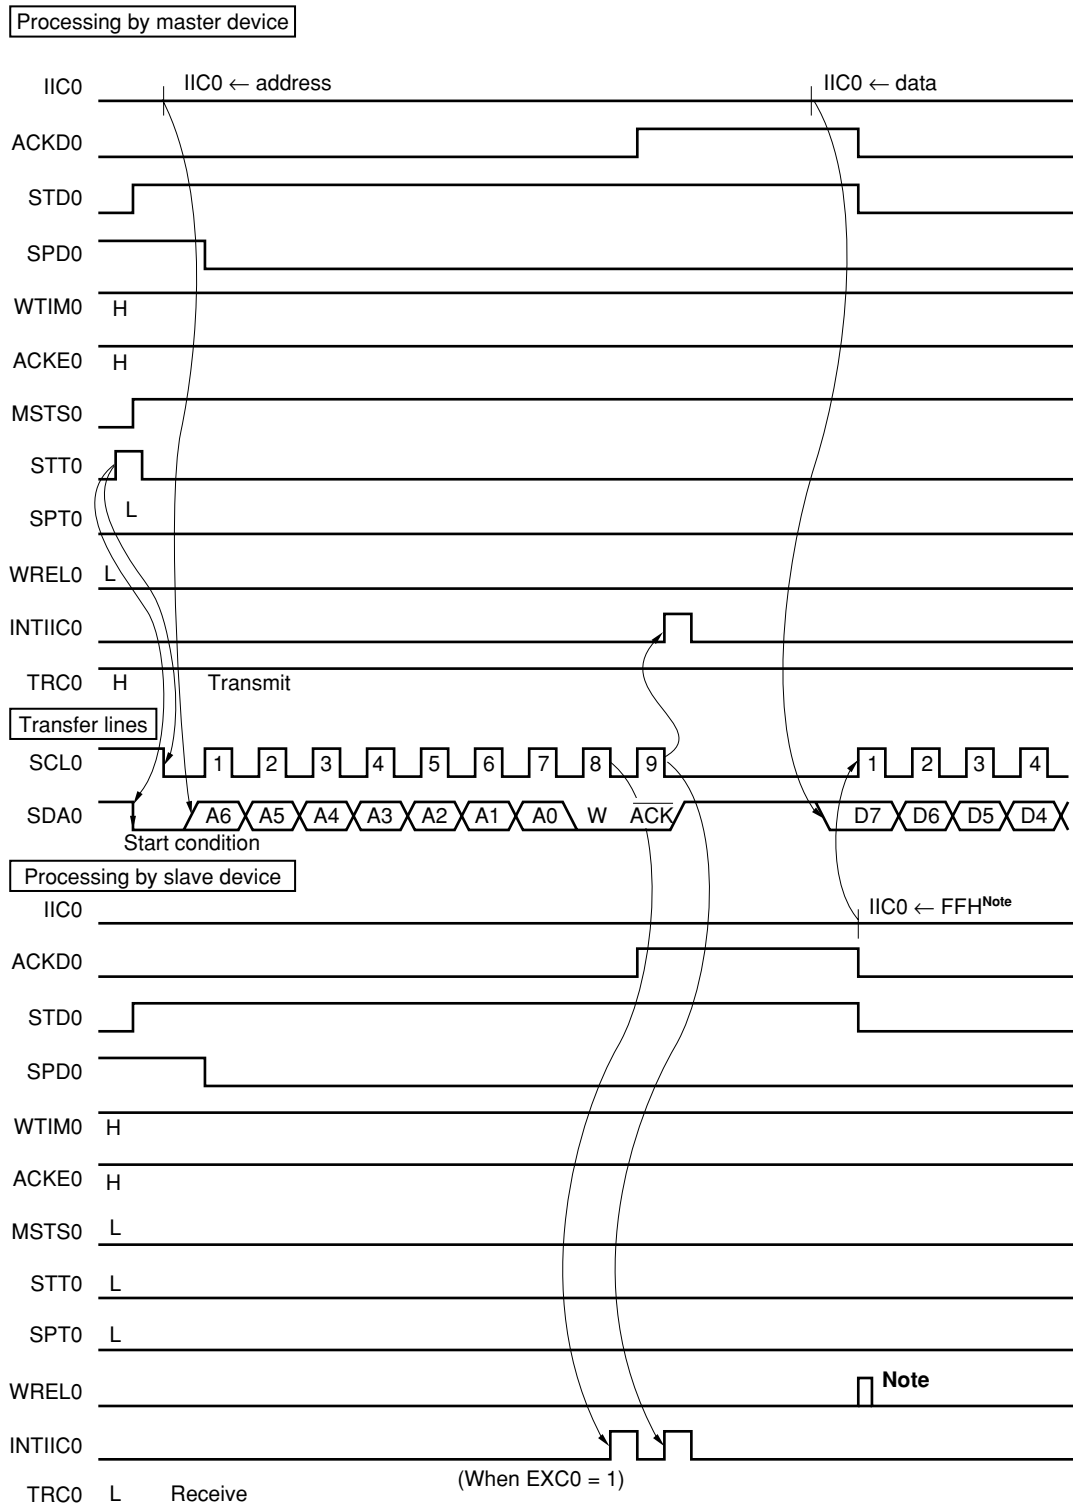 Processing by master device
IIC0 IIC0 ← address IIC0 ← data
ACKD0
STD0
SPD0
WTIM0 H
ACKE0 H
MSTS0
STT0
SPT0 L
WREL0 L
INTIIC0
TRC0 H Transmit
Transfer lines
SCL0 1 2 3 4 5 6 7 8 9 1 2 3 4
SDA0 A6 A5 A4 A3 A2 A1 A0 W ACK D7 D6 D5 D4
Start condition
Processing by slave device
IIC0 IIC0 ← FFH Note
ACKD0
STD0
SPD0
WTIM0 H
ACKE0 H
MSTS0 L
STT0 L
SPT0 L
WREL0 Note
INTIIC0
(When EXC0 = 1)
TRC0 L Receive